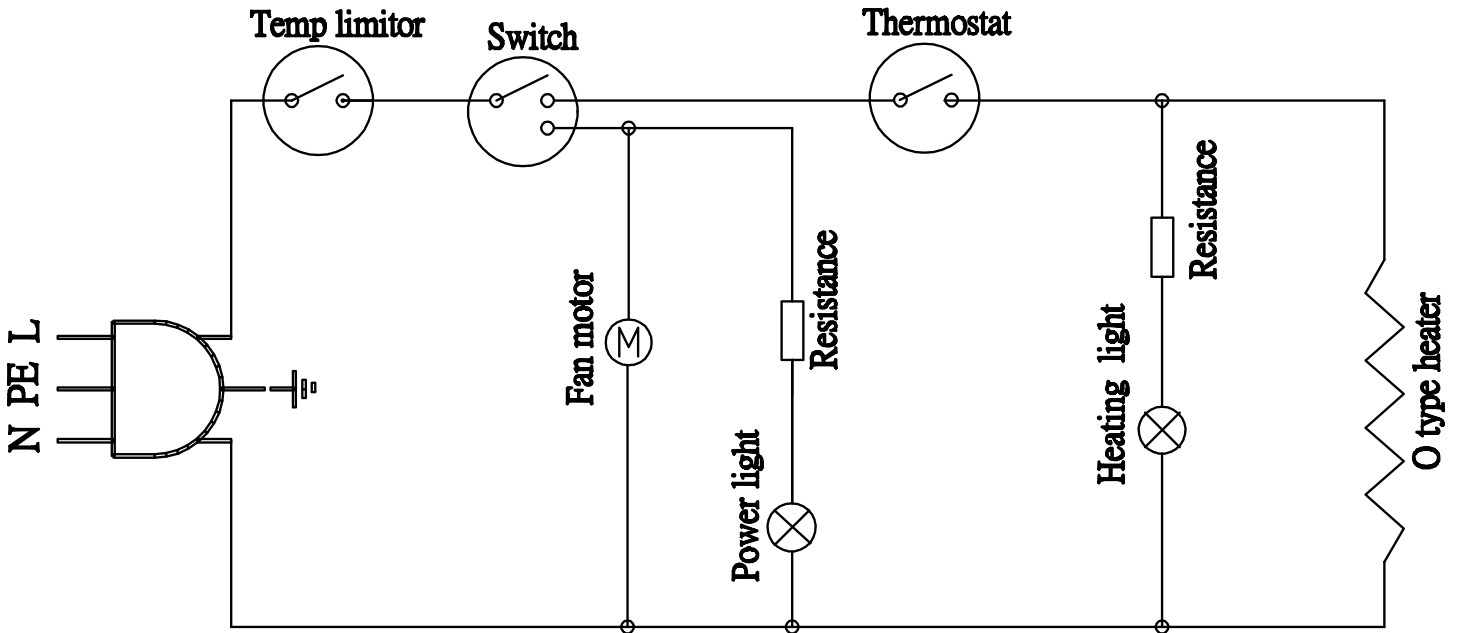 Temp limitor
Switch
Thermostat
L
PE
N
Fan motor
M
Resistance
Power light
Resistance
Heating light
O type heater